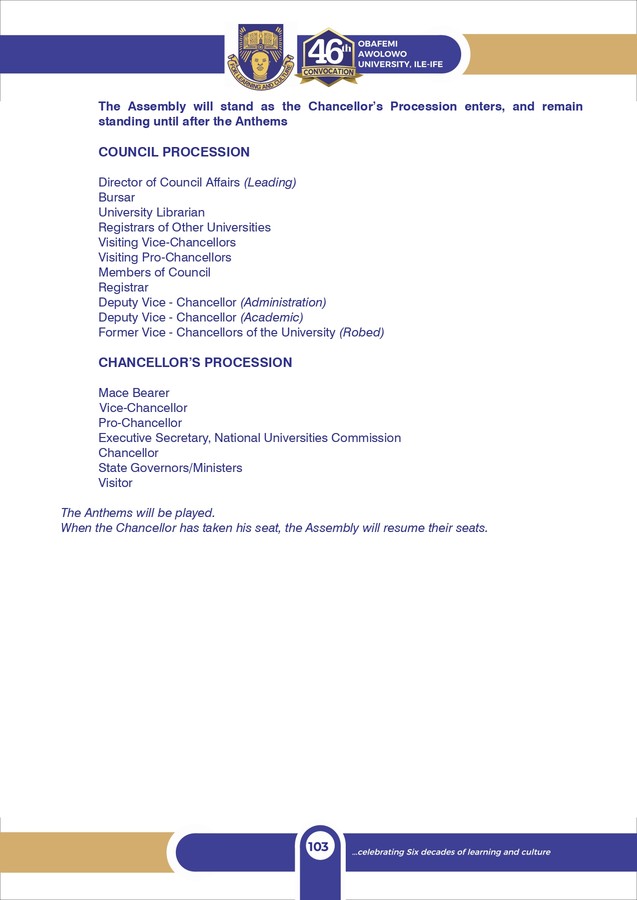 FOR LEARNING AND CULTURE
46th
CONVOCATION
OBAFEMI
AWOLOWO
UNIVERSITY, ILE-IFE
The Assembly will stand as the Chancellor's Procession enters, and remain
standing until after the Anthems
COUNCIL PROCESSION
Director of Council Affairs (Leading)
Bursar
University Librarian
Registrars of Other Universities
Visiting Vice-Chancellors
Visiting Pro-Chancellors
Members of Council
Registrar
Deputy Vice - Chancellor (Administration)
Deputy Vice - Chancellor (Academic)
Former Vice - Chancellors of the University (Robed)
CHANCELLOR'S PROCESSION
Mace Bearer
Vice-Chancellor
Pro-Chancellor
Executive Secretary, National Universities Commission
Chancellor
State Governors/Ministers
Visitor
The Anthems will be played.
When the Chancellor has taken his seat, the Assembly will resume their seats.
103
...celebrating Six decades of learning and culture